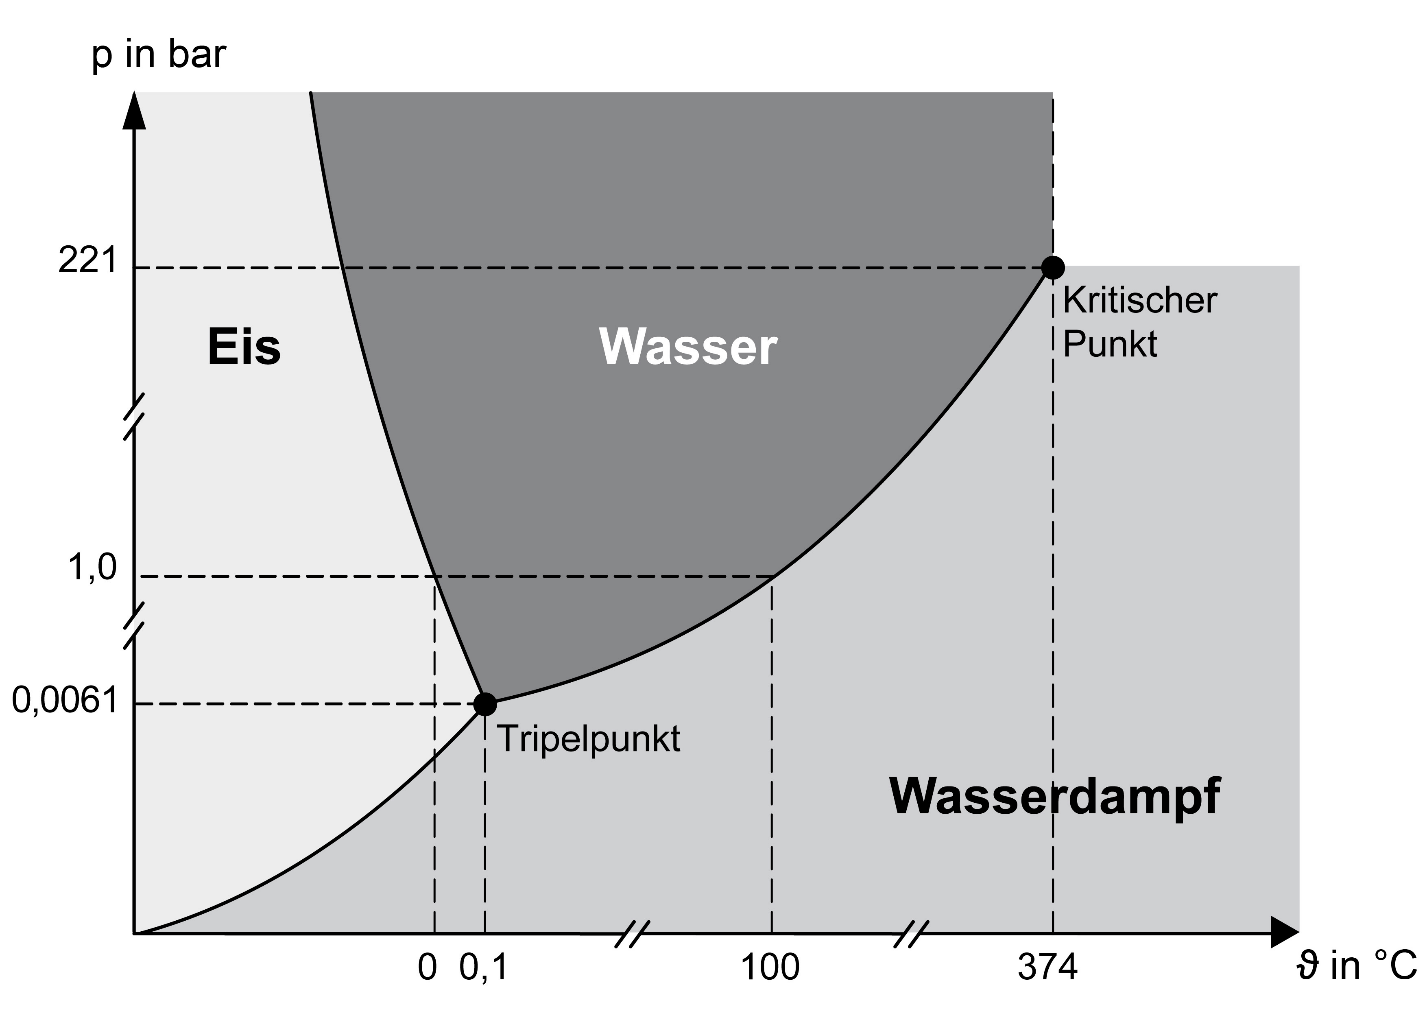 p in bar
221
Kritischer
Punkt
Eis
Wasser
1,0
0,0061
Tripelpunkt
Wasserdampf
0 0,1 100 374 ϑ in °C